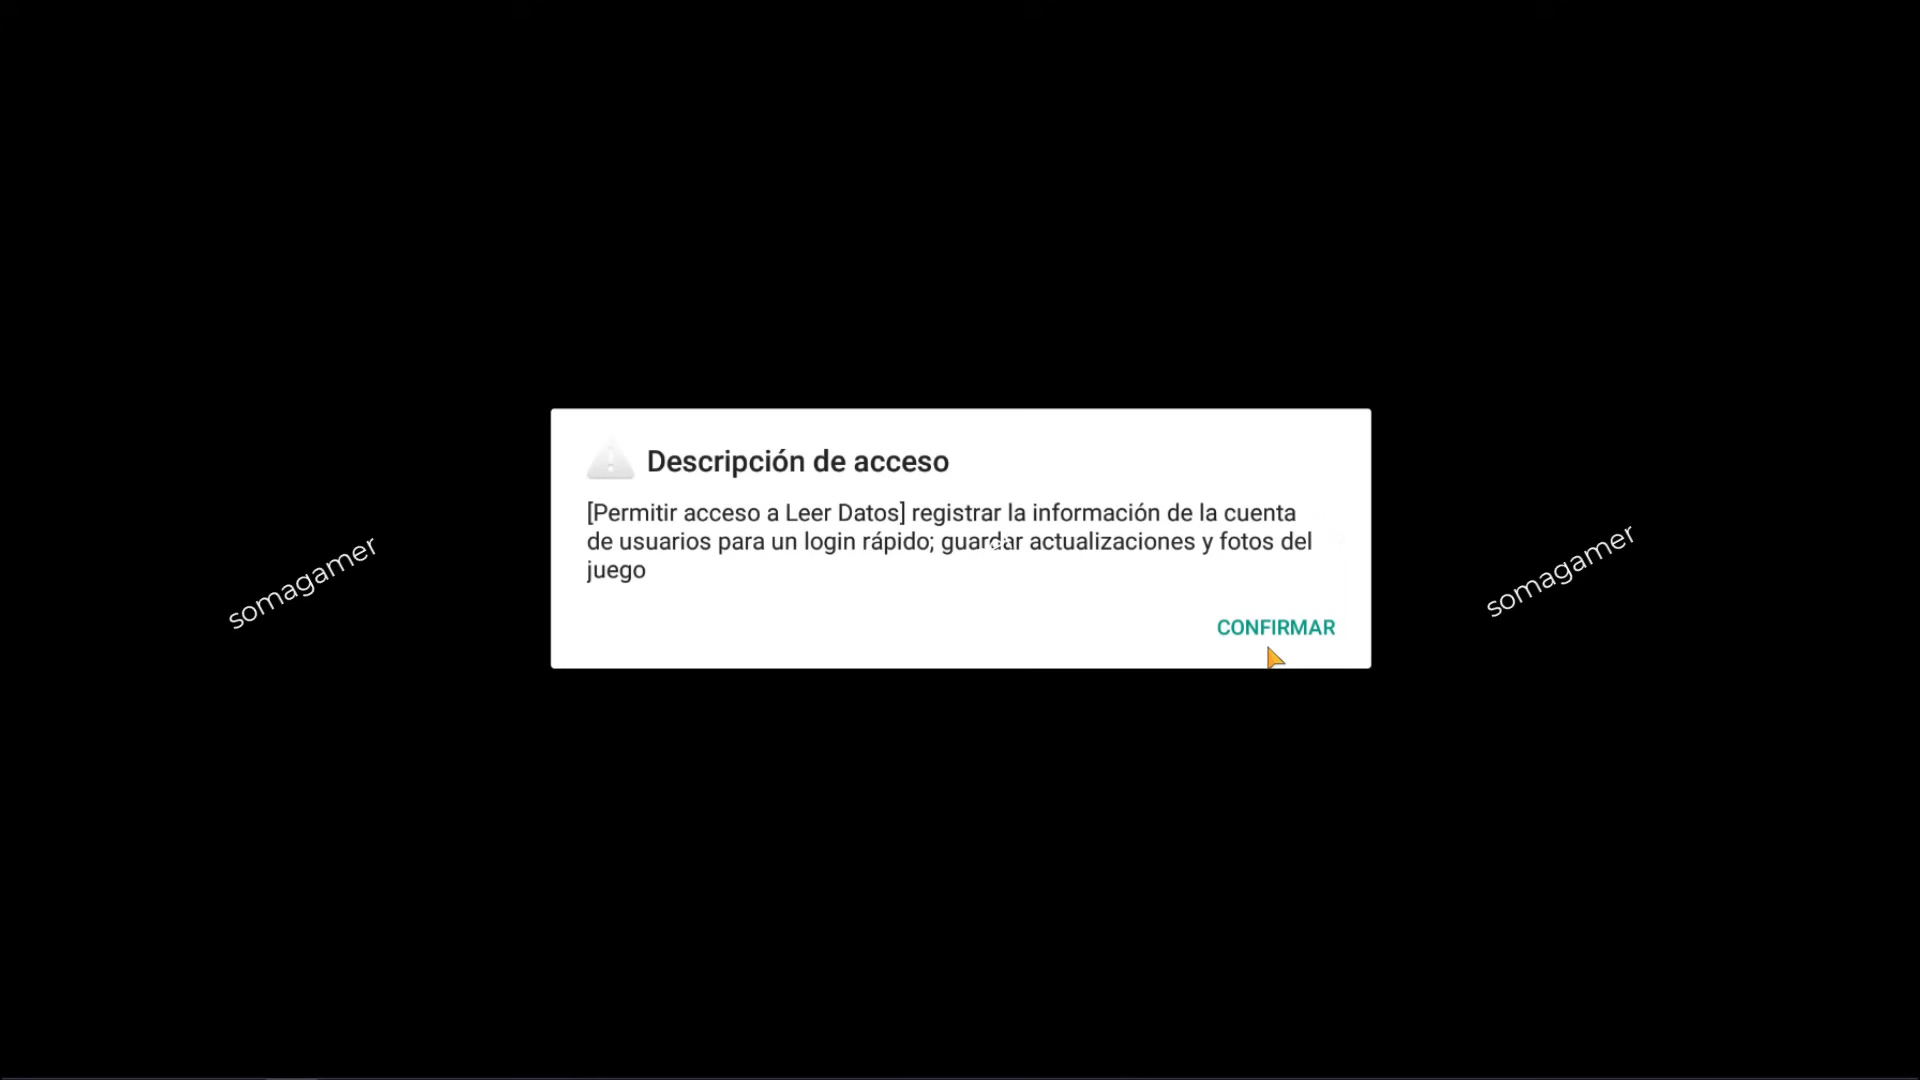 Descripción de acceso
[Permitir acceso a Leer Datos] registrar la información de la cuenta
de usuarios para un login rápido; guardar actualizaciones y fotos del
juego
CONFIRMAR
somagamer
somagamer